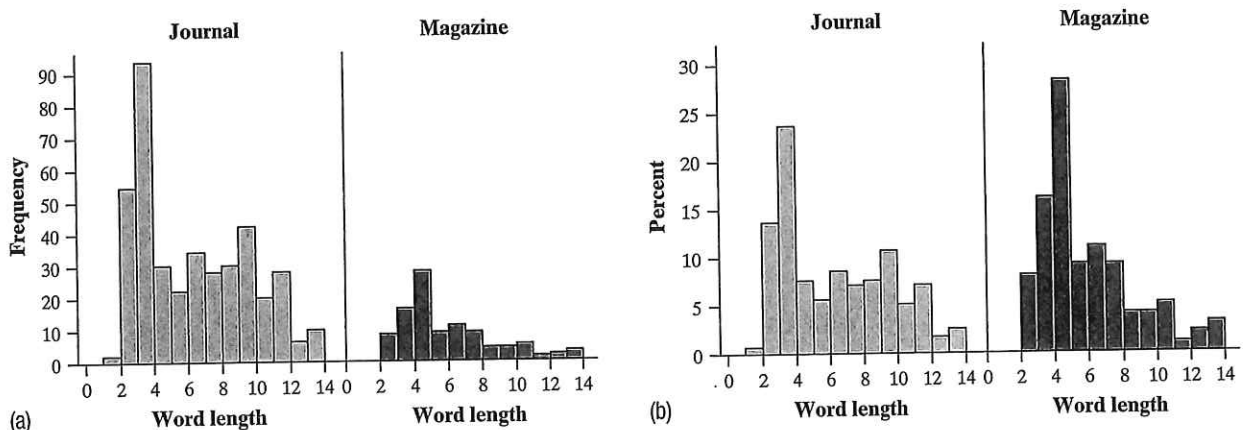 Journal Magazine
Frequency
90
80
70
60
50
40
30
20
10
0
0 2 4 6 8 10 12 14 0 2 4 6 8 10 12 14
Word length Word length
(a)
Journal Magazine
Percent
30
25
20
15
10
5
0
. 0 2 4 6 8 10 12 14 0 2 4 6 8 10 12 14
Word length Word length
(b)